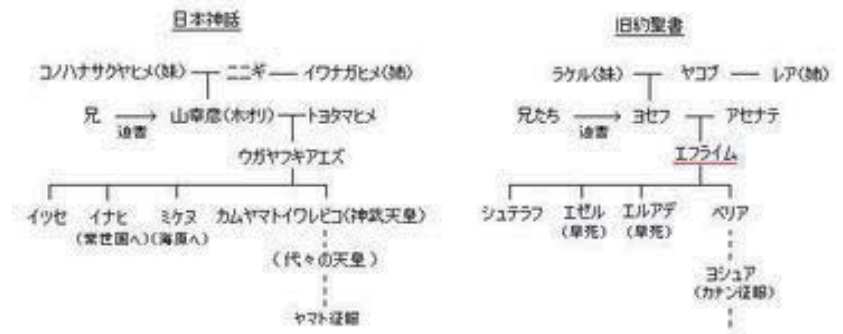 日本神話
コノハナサクヤヒメ(妹) ニニギ イワナガヒメ(姉)
兄 迫害 山幸彦(ホオリ) トヨタマヒメ
ウガヤフキアエズ
イツセ イナヒ ミケヌ カムヤマトイワレビコ(神武天皇)
(常世国へ) (海原へ)
(代々の天皇)
ヤマト征服
旧約聖書
ラケル(妹) ヤコブ レア(姉)
兄たち 迫害 ヨセフ アセナテ
エフライム
シュテラフ エゼル エルアデ ベリア
(早死) (早死)
ヨシュア
(カナン征服)